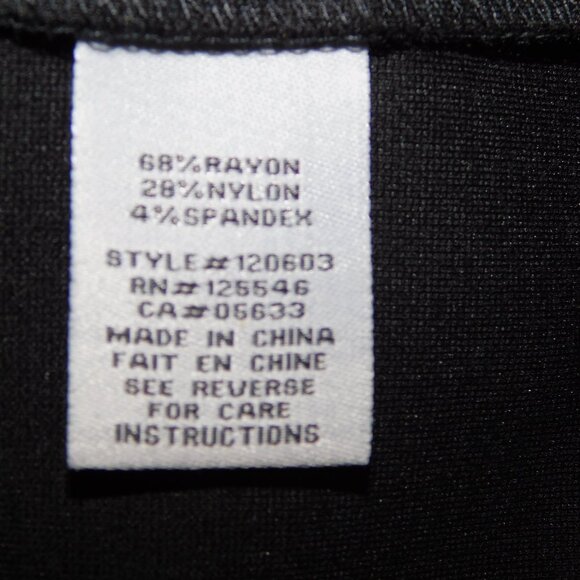 68%RAYON
28%NYLON
4%SPANDEX
STYLE#120603
RN#125546
CA#05633
MADE IN CHINA
FAIT EN CHINE
SEE REVERSE
FOR CARE
INSTRUCTIONS